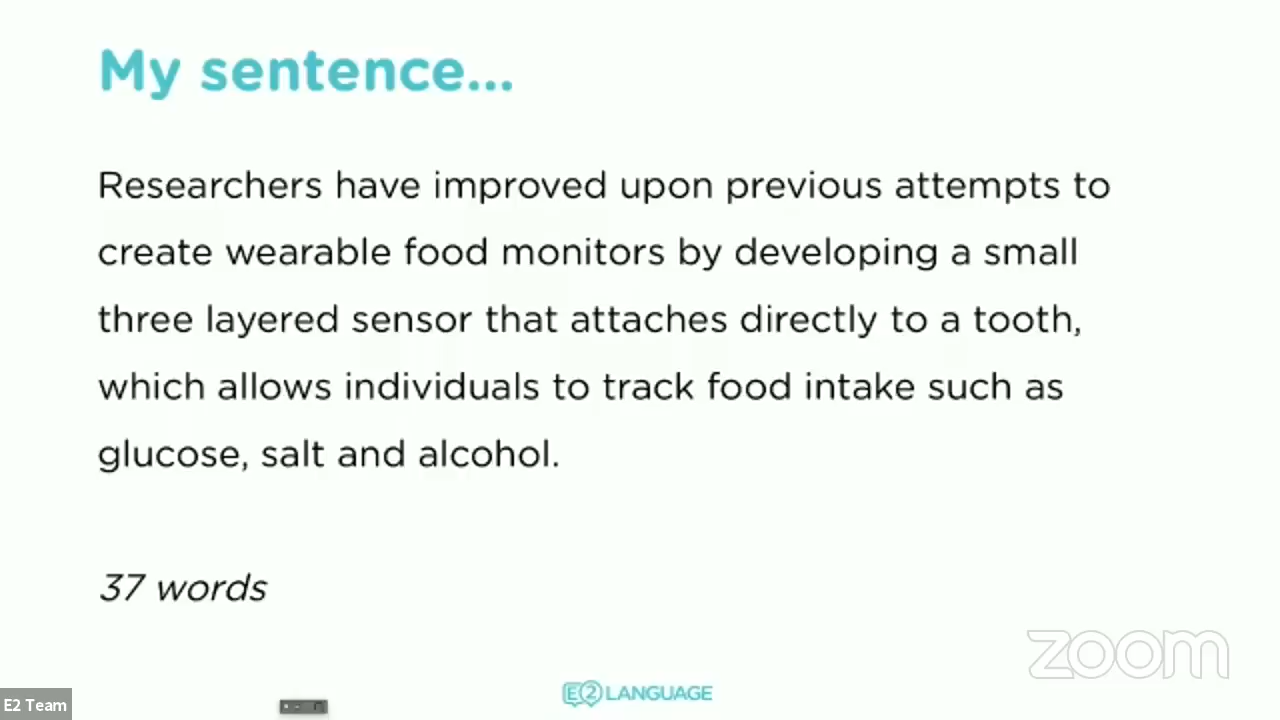 My sentence...
Researchers have improved upon previous attempts to
create wearable food monitors by developing a small
three layered sensor that attaches directly to a tooth,
which allows individuals to track food intake such as
glucose, salt and alcohol.
37 words
zoom
E2 Team
E2 LANGUAGE